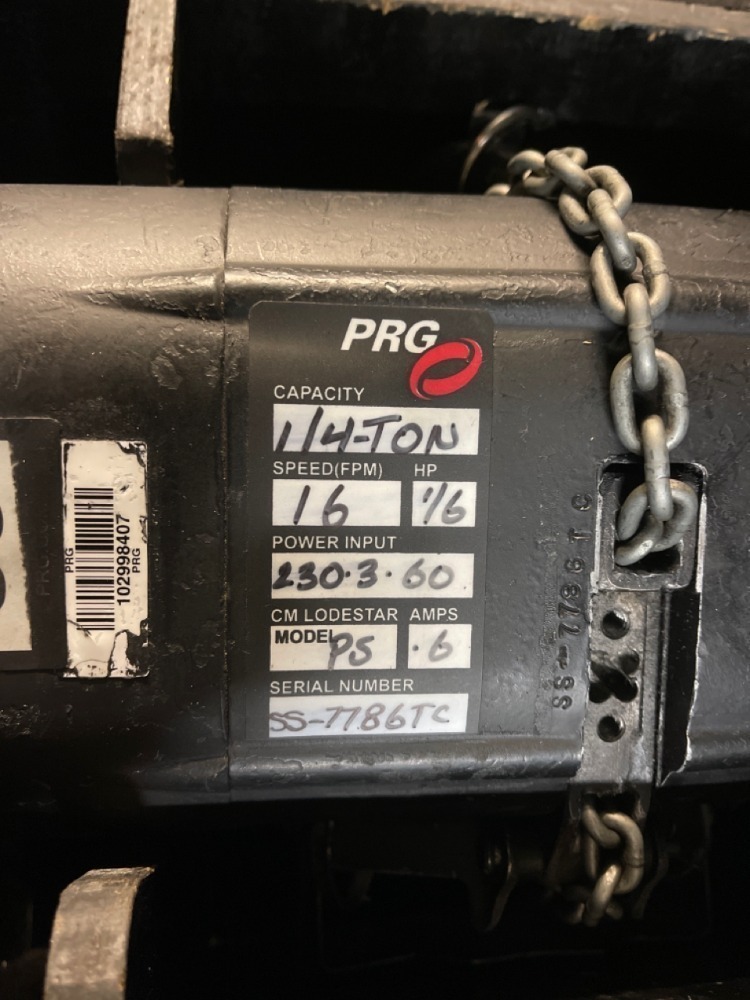 PRG
CAPACITY
1/4-TON
SPEED(FPM) HP
16 1/6
POWER INPUT
230·3·60
CM LODESTAR AMPS
MODEL PS .6
SERIAL NUMBER
SS-7786TC
PRG
102998407
PRG
SS-7786TC